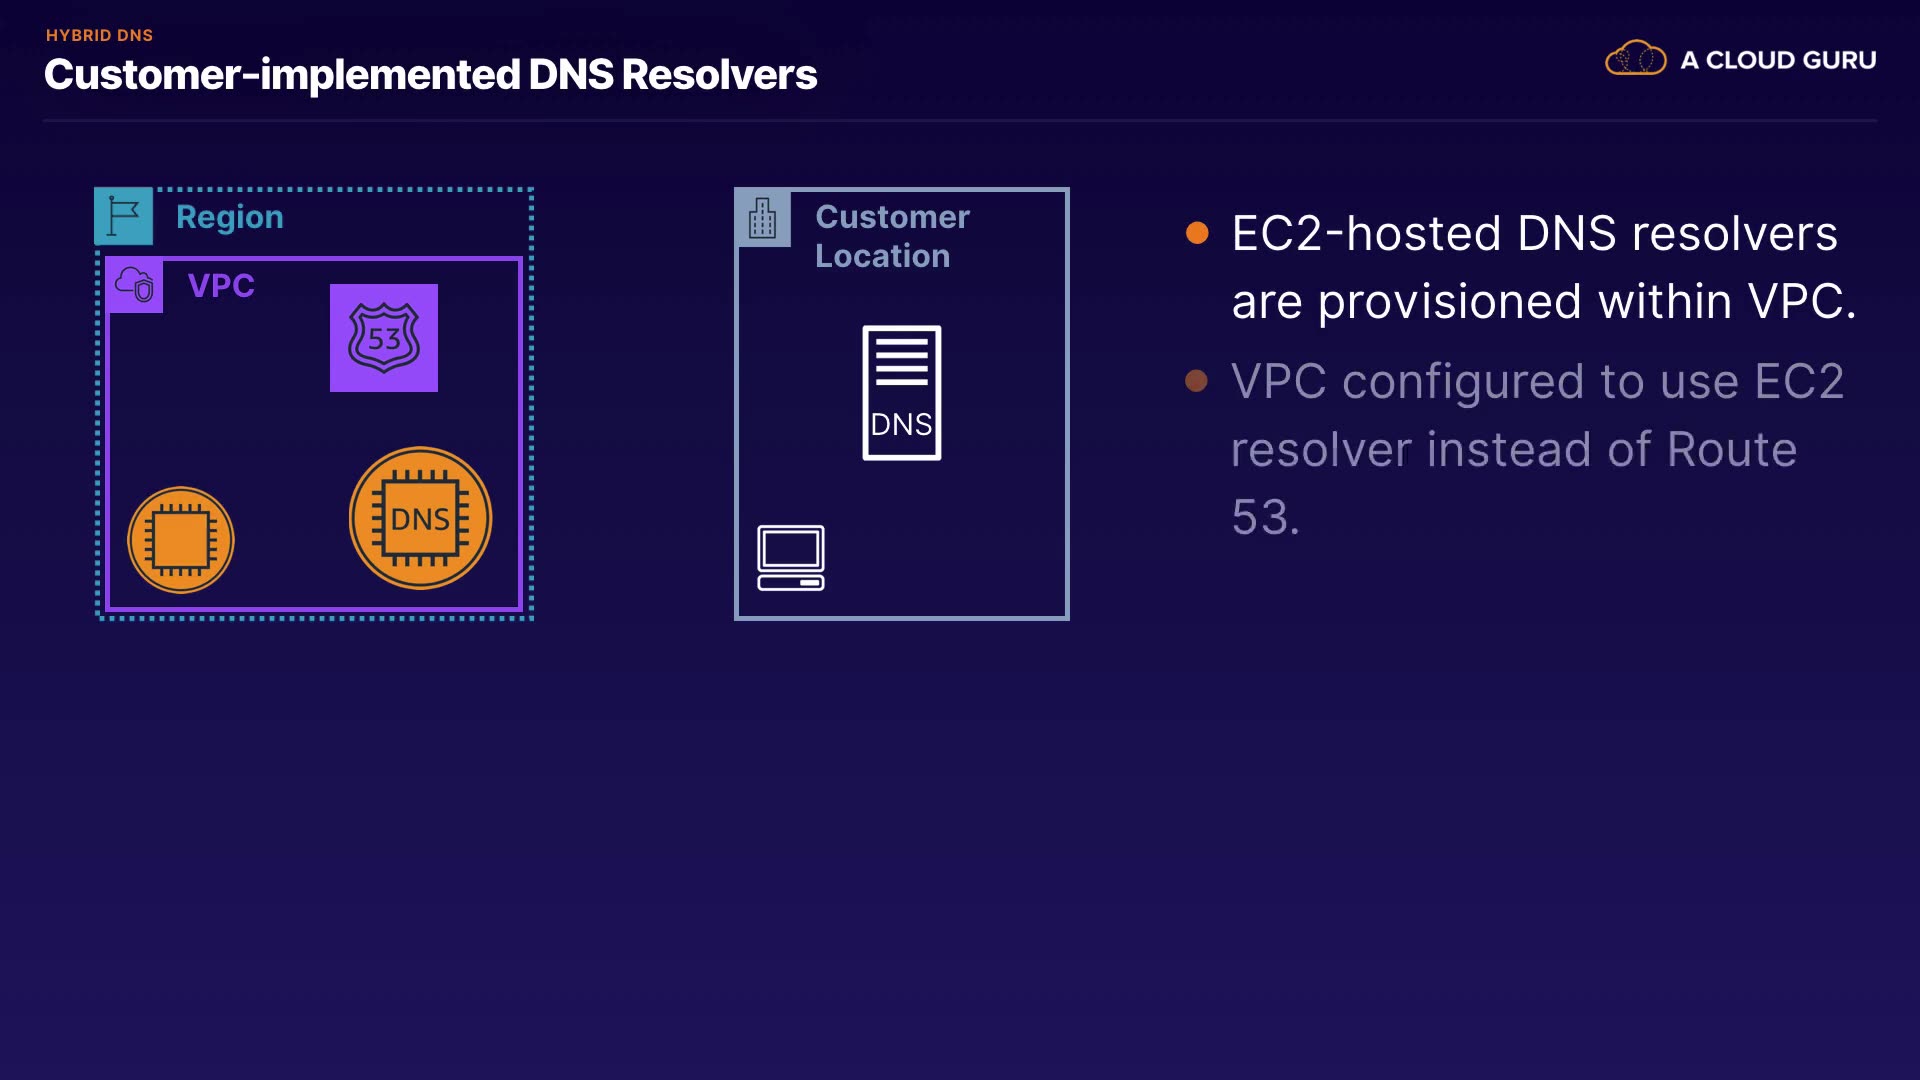 HYBRID DNS
Customer-implemented DNS Resolvers
A CLOUD GURU
Region
VPC
53
DNS
Customer
Location
DNS
EC2-hosted DNS resolvers
are provisioned within VPC.
VPC configured to use EC2
resolver instead of Route
53.